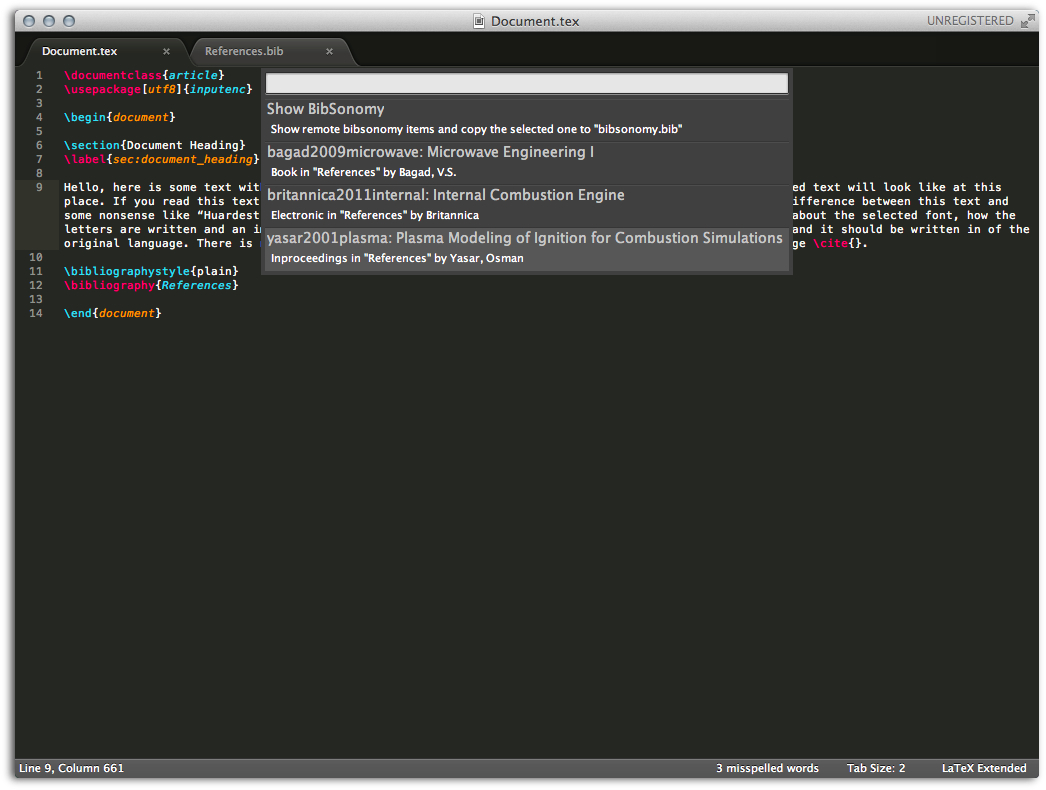 Document.tex
UNREGISTERED
Document.tex ×
References.bib ×
1 \documentclass{article}
2 \usepackage[utf8]{inputenc}
3
4 \begin{document}
5
6 \section{Document Heading}
7 \label{sec:document_heading}
8
9 Hello, here is some text wit ed text will look like at this
place. If you read this text ifference between this text and
some nonsense like “Huardest about the selected font, how the
letters are written and an i and it should be written in of the
original language. There is ge \cite{}.
10
11 \bibliographystyle{plain}
12 \bibliography{References}
13
14 \end{document}
Show BibSonomy
Show remote bibsonomy items and copy the selected one to "bibsonomy.bib"
bagad2009microwave: Microwave Engineering I
Book in "References" by Bagad, V.S.
britannica2011internal: Internal Combustion Engine
Electronic in "References" by Britannica
yasar2001plasma: Plasma Modeling of Ignition for Combustion Simulations
Inproceedings in "References" by Yasar, Osman
Line 9, Column 661
3 misspelled words
Tab Size: 2
LaTeX Extended